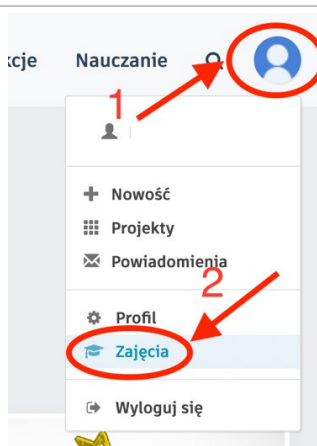 kcje Nauczanie
1
Nowość
Projekty
Powiadomienia
2
Profil
Zajęcia
Wyloguj się